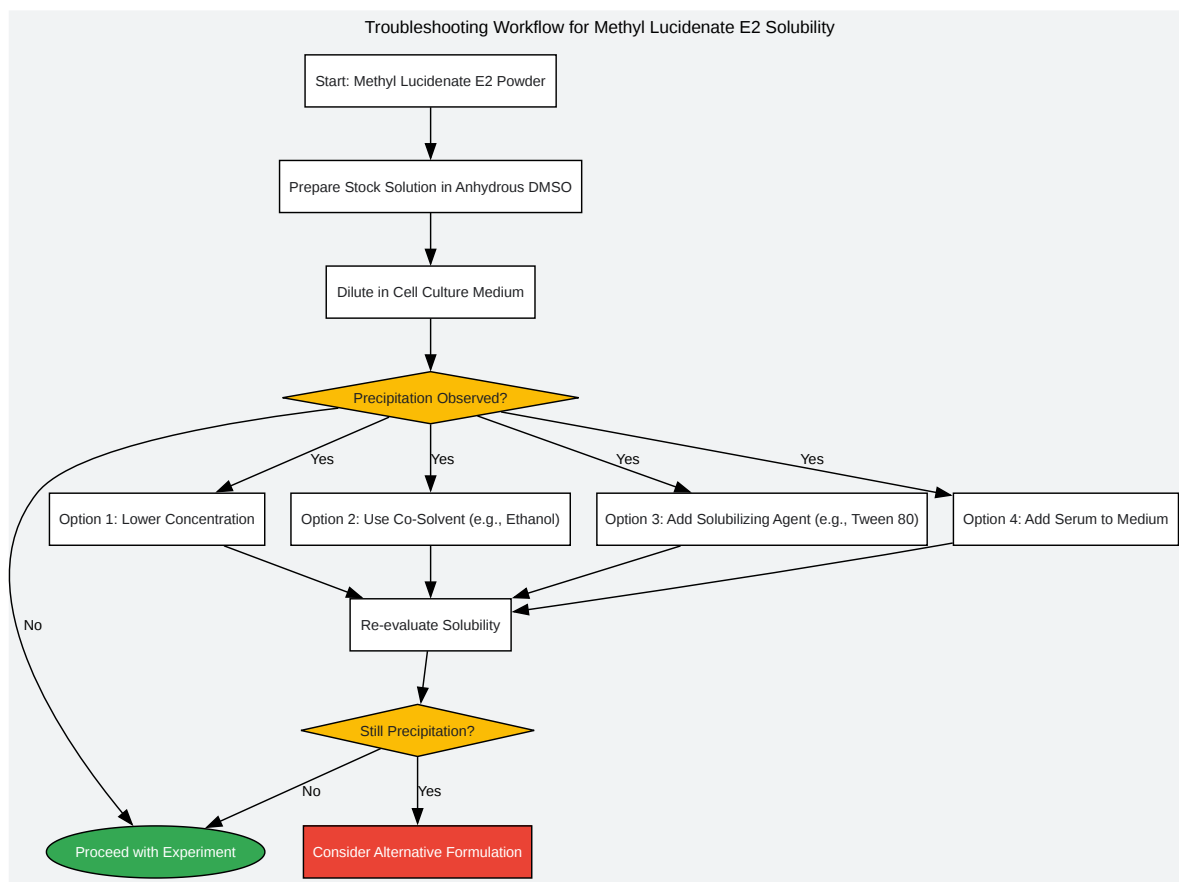 Troubleshooting Workflow for Methyl Lucidenate E2 Solubility
Start: Methyl Lucidenate E2 Powder
Prepare Stock Solution in Anhydrous DMSO
Dilute in Cell Culture Medium
Precipitation Observed?
Yes
Yes
Yes
Yes
Option 1: Lower Concentration
Option 2: Use Co-Solvent (e.g., Ethanol)
Option 3: Add Solubilizing Agent (e.g., Tween 80)
Option 4: Add Serum to Medium
No
Re-evaluate Solubility
Still Precipitation?
No
Yes
Proceed with Experiment
Consider Alternative Formulation